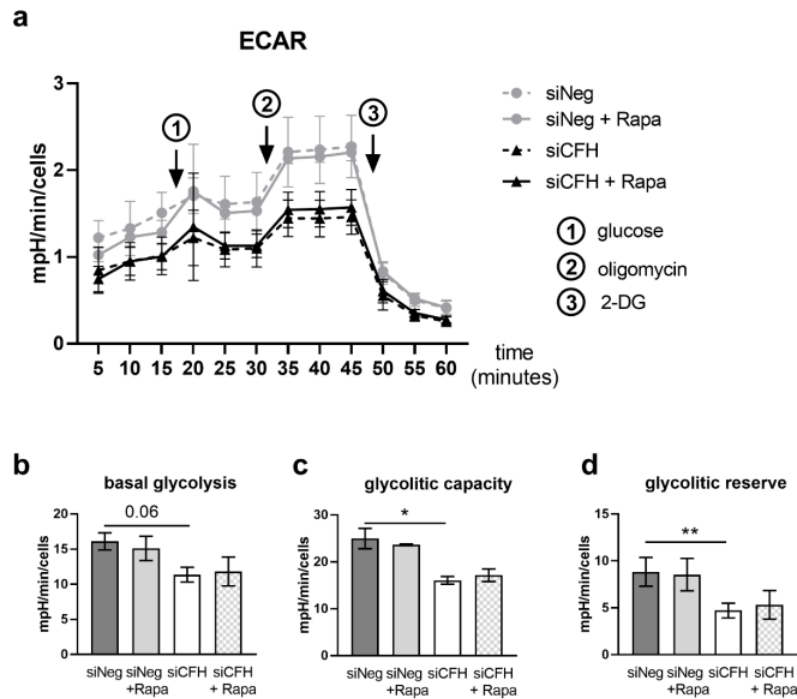 a
ECAR
3
2
1
0
mpH/min/cells
1
2
3
5 10 15 20 25 30 35 40 45 50 55 60
time
(minutes)
siNeg
siNeg + Rapa
siCFH
siCFH + Rapa
1 glucose
2 oligomycin
3 2-DG
b
basal glycolysis
0.06
20
15
10
5
0
mpH/min/cells
siNeg siNeg siCFH siCFH
+Rapa + Rapa
c
glycolitic capacity
*
30
20
10
0
mpH/min/cells
siNeg siNeg siCFH siCFH
+Rapa + Rapa
d
glycolitic reserve
**
15
10
5
0
mpH/min/cells
siNeg siNeg siCFH siCFH
+Rapa + Rapa